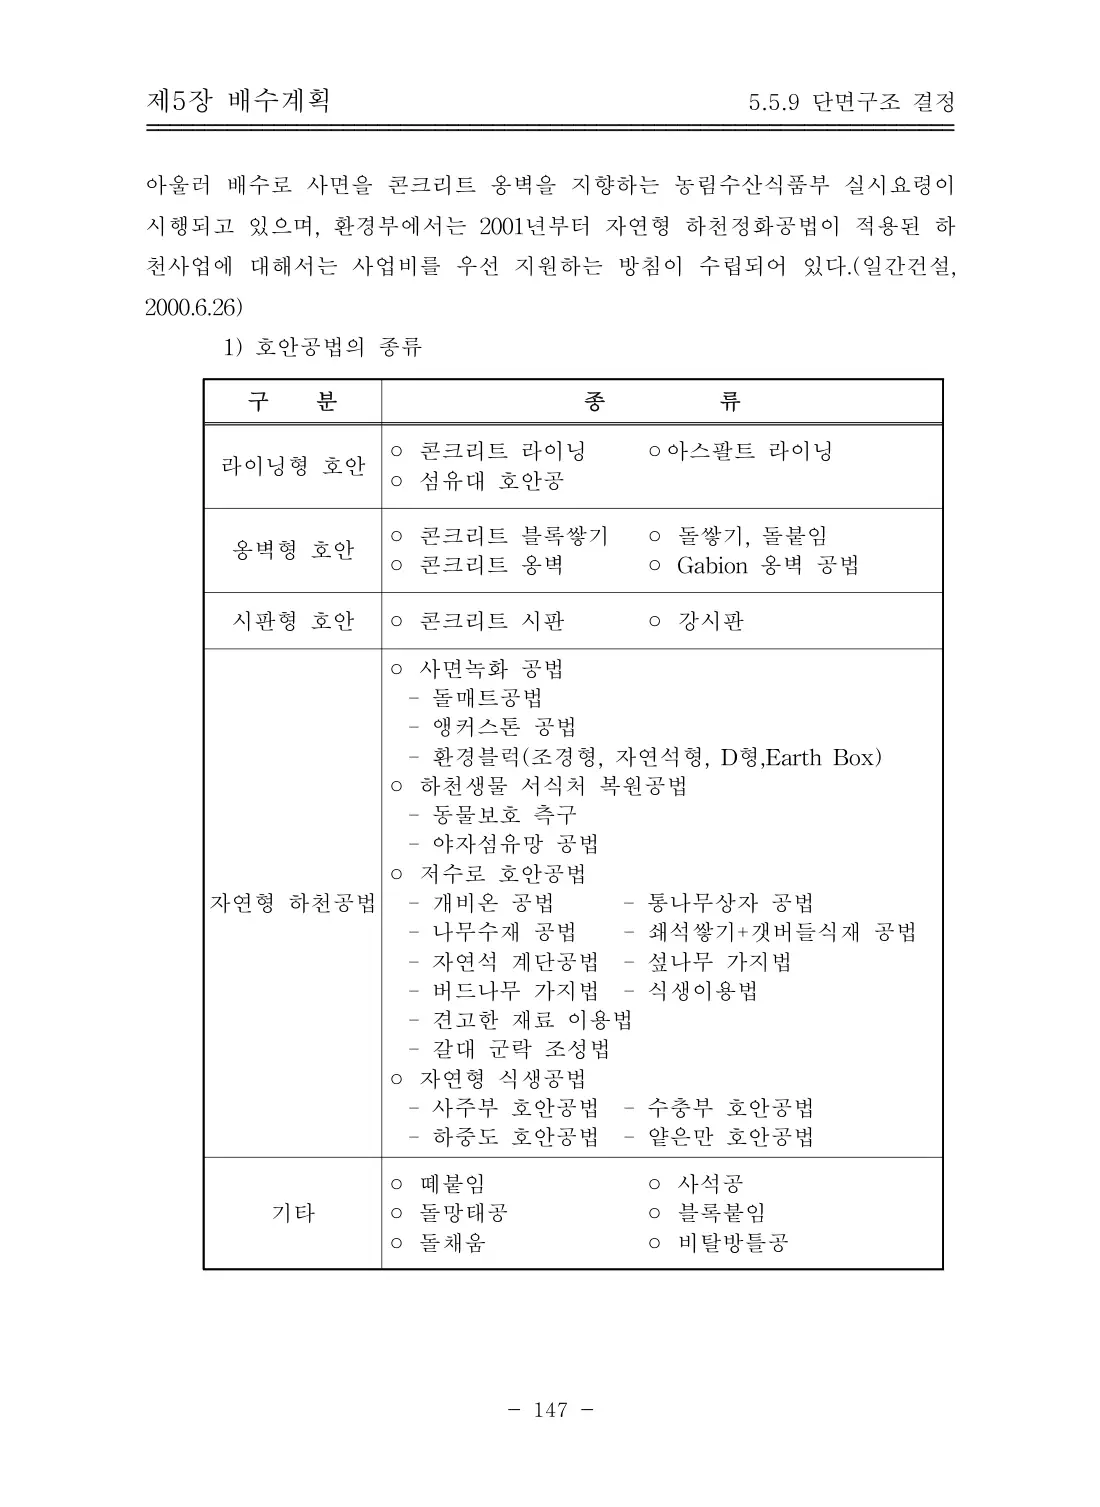 제5장 배수계획 5.5.9 단면구조 결정
아울러 배수로 사면을 콘크리트 옹벽을 지향하는 농림수산식품부 실시요령이
시행되고 있으며, 환경부에서는 2001년부터 자연형 하천정화공법이 적용된 하
천사업에 대해서는 사업비를 우선 지원하는 방침이 수립되어 있다.(일간건설,
2000.6.26)
1) 호안공법의 종류
구 분 종 류
라이닝형 호안
○ 콘크리트 라이닝 ○아스팔트 라이닝
○ 섬유대 호안공
옹벽형 호안
○ 콘크리트 블록쌓기 ○ 돌쌓기, 돌붙임
○ 콘크리트 옹벽 ○ Gabion 옹벽 공법
시판형 호안 ○ 콘크리트 시판 ○ 강시판
자연형 하천공법
○ 사면녹화 공법
- 돌매트공법
- 앵커스톤 공법
- 환경블럭(조경형, 자연석형, D형,Earth Box)
○ 하천생물 서식처 복원공법
- 동물보호 측구
- 야자섬유망 공법
○ 저수로 호안공법
- 개비온 공법 - 통나무상자 공법
- 나무수재 공법 - 쇄석쌓기+갯버들식재 공법
- 자연석 계단공법 - 섶나무 가지법
- 버드나무 가지법 - 식생이용법
- 견고한 재료 이용법
- 갈대 군락 조성법
○ 자연형 식생공법
- 사주부 호안공법 - 수충부 호안공법
- 하중도 호안공법 - 얕은만 호안공법
기타
○ 떼붙임 ○ 사석공
○ 돌망태공 ○ 블록붙임
○ 돌채움 ○ 비탈방틀공
- 147 -